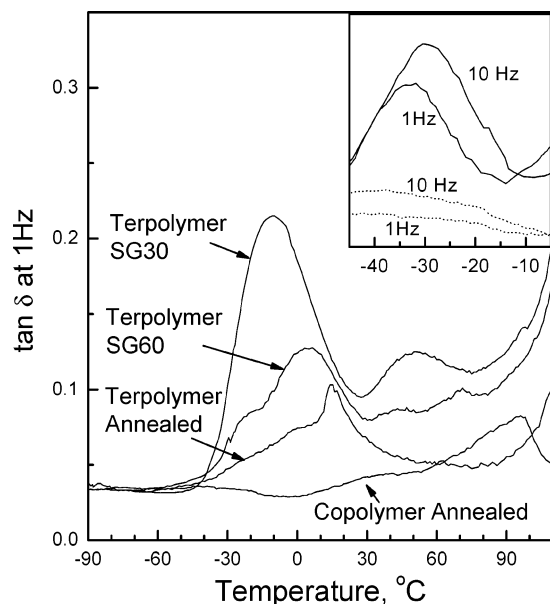 tan δ at 1Hz
0.3
0.2
0.1
0.0
Terpolymer
SG30
Terpolymer
SG60
Terpolymer
Annealed
Copolymer Annealed
10 Hz
1Hz
10 Hz
1Hz
-40 -30 -20 -10
-90 -60 -30 0 30 60 90
Temperature, °C